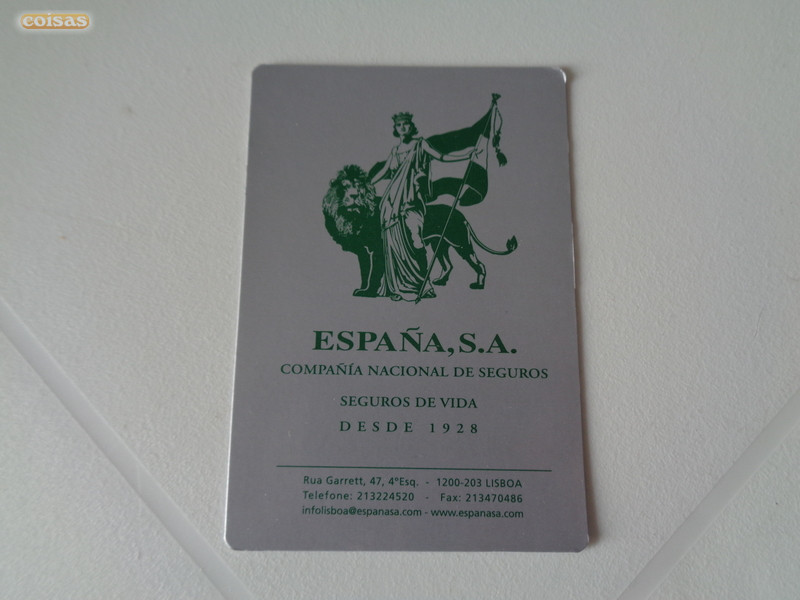 coisas
ESPAÑA, S.A.
COMPAÑÍA NACIONAL DE SEGUROS
SEGUROS DE VIDA
DESDE 1928
Rua Garrett, 47, 4ºEsq. - 1200-203 LISBOA
Telefone: 213224520 - Fax: 213470486
infolisboa@espanasa.com - www.espanasa.com